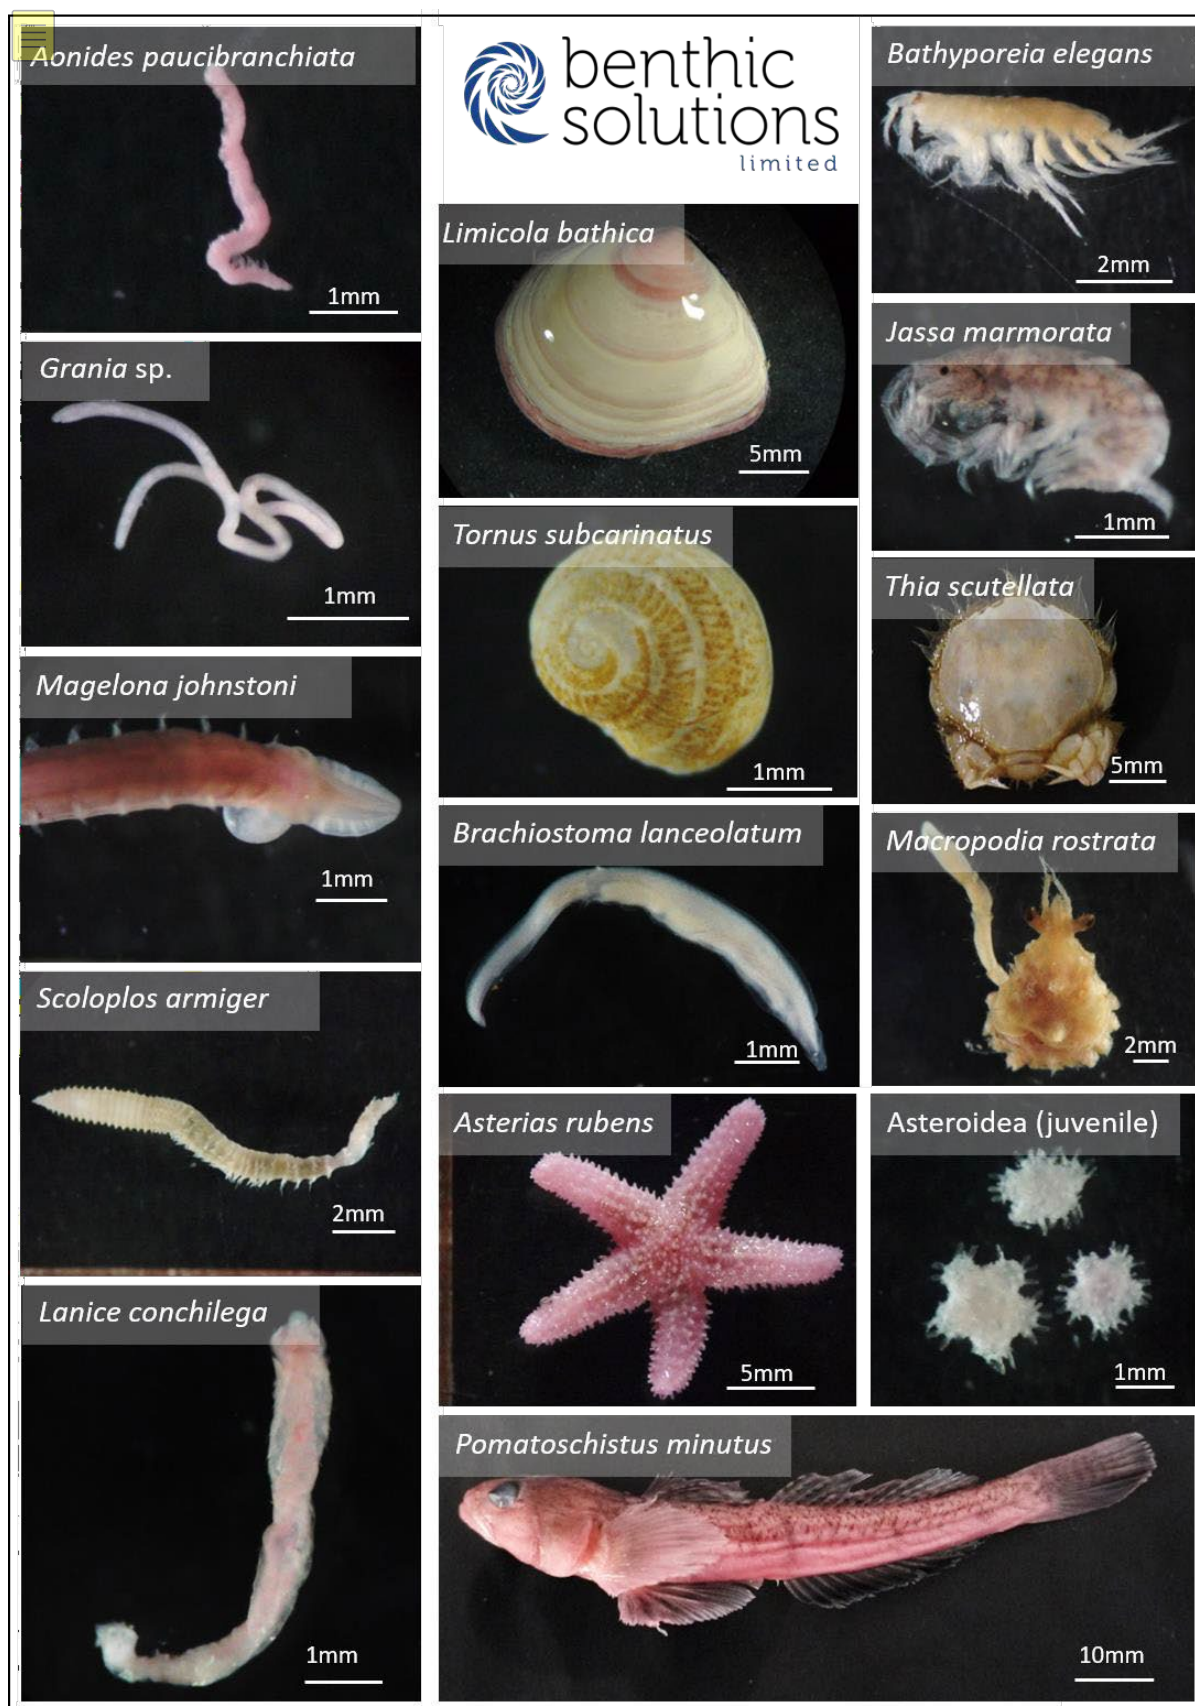 Aonides paucibranchiata
1mm
Grania sp.
1mm
Magelona johnstoni
1mm
Scoloplos armiger
2mm
Lanice conchilega
1mm
benthic
solutions
limited
Limicola bathica
5mm
Tornus subcarinatus
1mm
Brachiostoma lanceolatum
1mm
Asterias rubens
5mm
Bathyporeia elegans
2mm
Jassa marmorata
1mm
Thia scutellata
5mm
Macropodia rostrata
2mm
Asteroidea (juvenile)
1mm
Pomatoschistus minutus
10mm